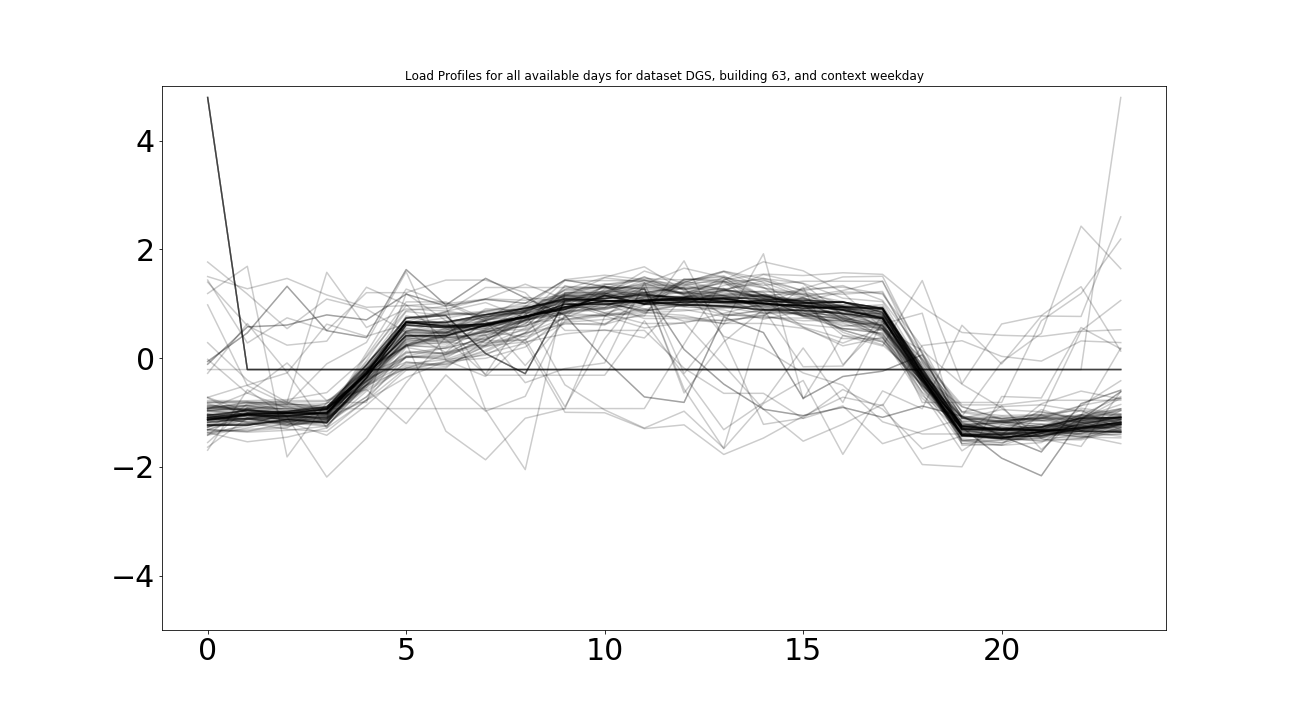 Load Profiles for all available days for dataset DGS, building 63, and context weekday
4
2
0
−2
−4
0 5 10 15 20